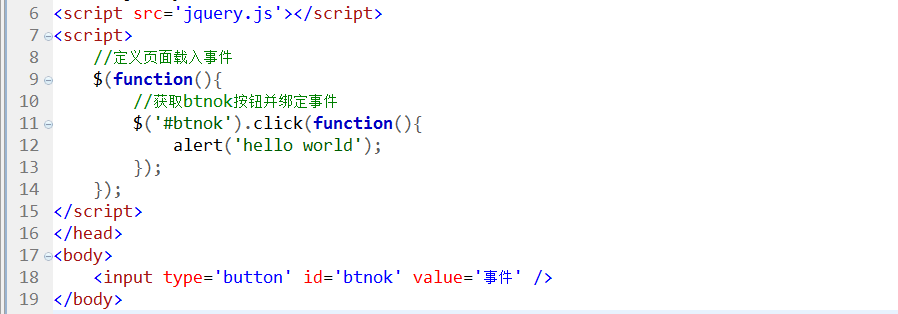 6 <script src='jquery.js'></script>
7 <script>
8 //定义页面载入事件
9 $(function(){
10 //获取btnok按钮并绑定事件
11 $('#btnok').click(function(){
12 alert('hello world');
13 });
14 });
15 </script>
16 </head>
17 <body>
18 <input type='button' id='btnok' value='事件' />
19 </body>